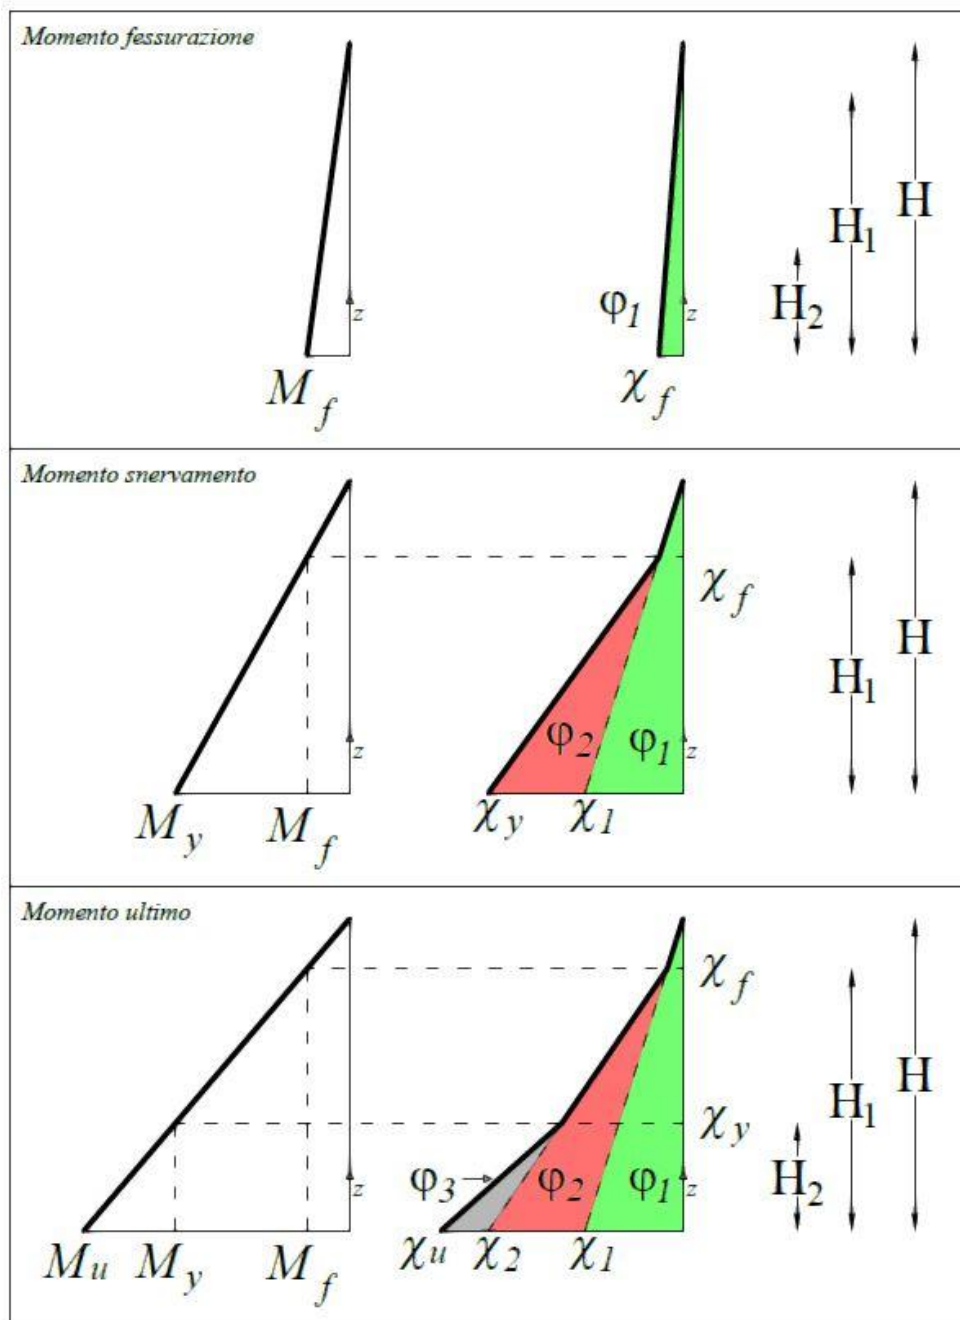 Momento fessurazione
H
H1
φ1
z
z
H2
Mf
χf
Momento snervamento
χf
H
H1
φ2
φ1
z
z
My
Mf
χy
χ1
Momento ultimo
χf
H
H1
χy
φ3
φ2
φ1
z
z
H2
Mu
My
Mf
χu
χ2
χ1